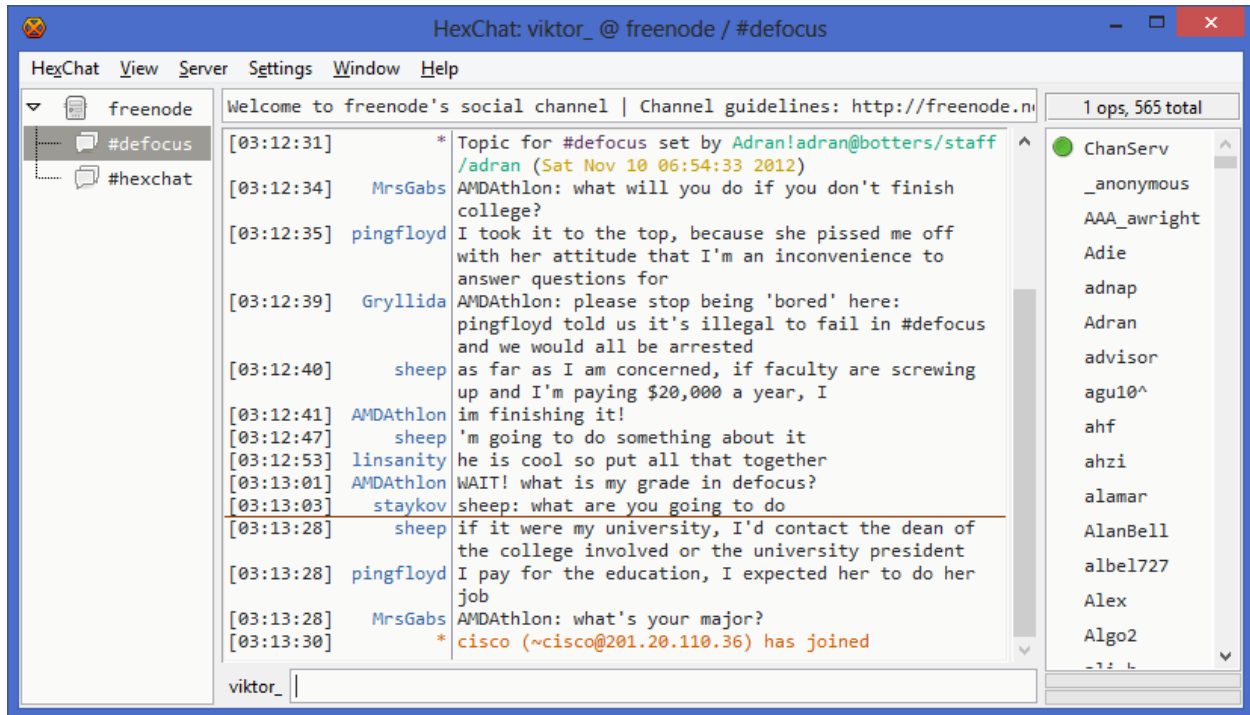 HexChat: viktor_ @ freenode / #defocus
HexChat View Server Settings Window Help
freenode
#defocus
#hexchat
Welcome to freenode's social channel | Channel guidelines: http://freenode.n
[03:12:31] * Topic for #defocus set by Adran!adran@botters/staff
/adran (Sat Nov 10 06:54:33 2012)
[03:12:34] MrsGabs AMDAthlon: what will you do if you don't finish
college?
[03:12:35] pingfloyd I took it to the top, because she pissed me off
with her attitude that I'm an inconvenience to
answer questions for
[03:12:39] Gryllida AMDAthlon: please stop being 'bored' here:
pingfloyd told us it's illegal to fail in #defocus
and we would all be arrested
[03:12:40] sheep as far as I am concerned, if faculty are screwing
up and I'm paying $20,000 a year, I
[03:12:41] AMDAthlon im finishing it!
[03:12:47] sheep 'm going to do something about it
[03:12:53] linsanity he is cool so put all that together
[03:13:01] AMDAthlon WAIT! what is my grade in defocus?
[03:13:03] staykov sheep: what are you going to do
[03:13:28] sheep if it were my university, I'd contact the dean of
the college involved or the university president
[03:13:28] pingfloyd I pay for the education, I expected her to do her
job
[03:13:28] MrsGabs AMDAthlon: what's your major?
[03:13:30] * cisco (~cisco@201.20.110.36) has joined
viktor_
1 ops, 565 total
ChanServ
_anonymous
AAA_awright
Adie
adnap
Adran
advisor
agu10^
ahf
ahzi
alamar
AlanBell
albel727
Alex
Algo2